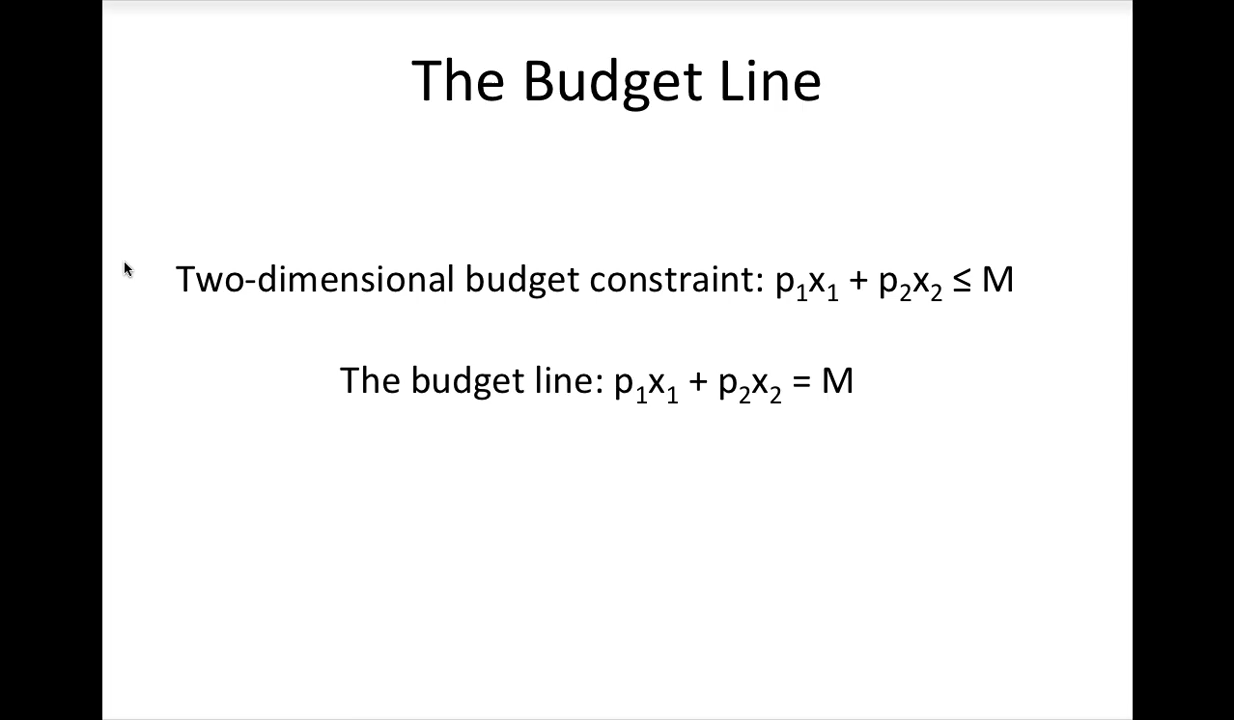 The Budget Line
Two-dimensional budget constraint: p₁x₁ + p₂x₂ ≤ M
The budget line: p₁x₁ + p₂x₂ = M